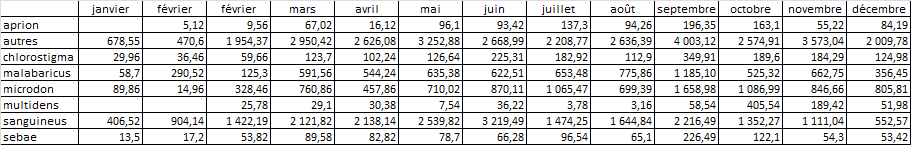 janvier février février mars avril mai juin juillet août septembre octobre novembre décembre
aprion 5,12 9,56 67,02 16,12 96,1 93,42 137,3 94,26 196,35 163,1 55,22 84,19
autres 678,55 470,6 1 954,37 2 950,42 2 626,08 3 252,88 2 668,99 2 208,77 2 636,39 4 003,12 2 574,91 3 573,04 2 009,78
chlorostigma 29,96 36,46 59,66 123,7 102,24 126,64 225,31 182,92 112,9 349,91 189,6 184,29 124,98
malabaricus 58,7 290,52 125,3 591,56 544,24 635,38 622,51 653,48 775,86 1 185,10 525,32 662,75 356,45
microdon 89,86 14,96 328,46 760,86 457,86 710,02 870,11 1 065,47 699,39 1 658,98 1 086,99 846,66 805,81
multidens 25,78 29,1 30,38 7,54 36,22 3,78 3,16 58,54 405,54 189,42 51,98
sanguineus 406,52 904,14 1 422,19 2 121,82 2 138,14 2 539,82 3 219,49 1 474,25 1 644,84 2 216,49 1 352,27 1 111,04 552,57
sebae 13,5 17,2 53,82 89,58 82,82 78,7 66,28 96,54 65,1 226,49 122,1 54,3 53,42